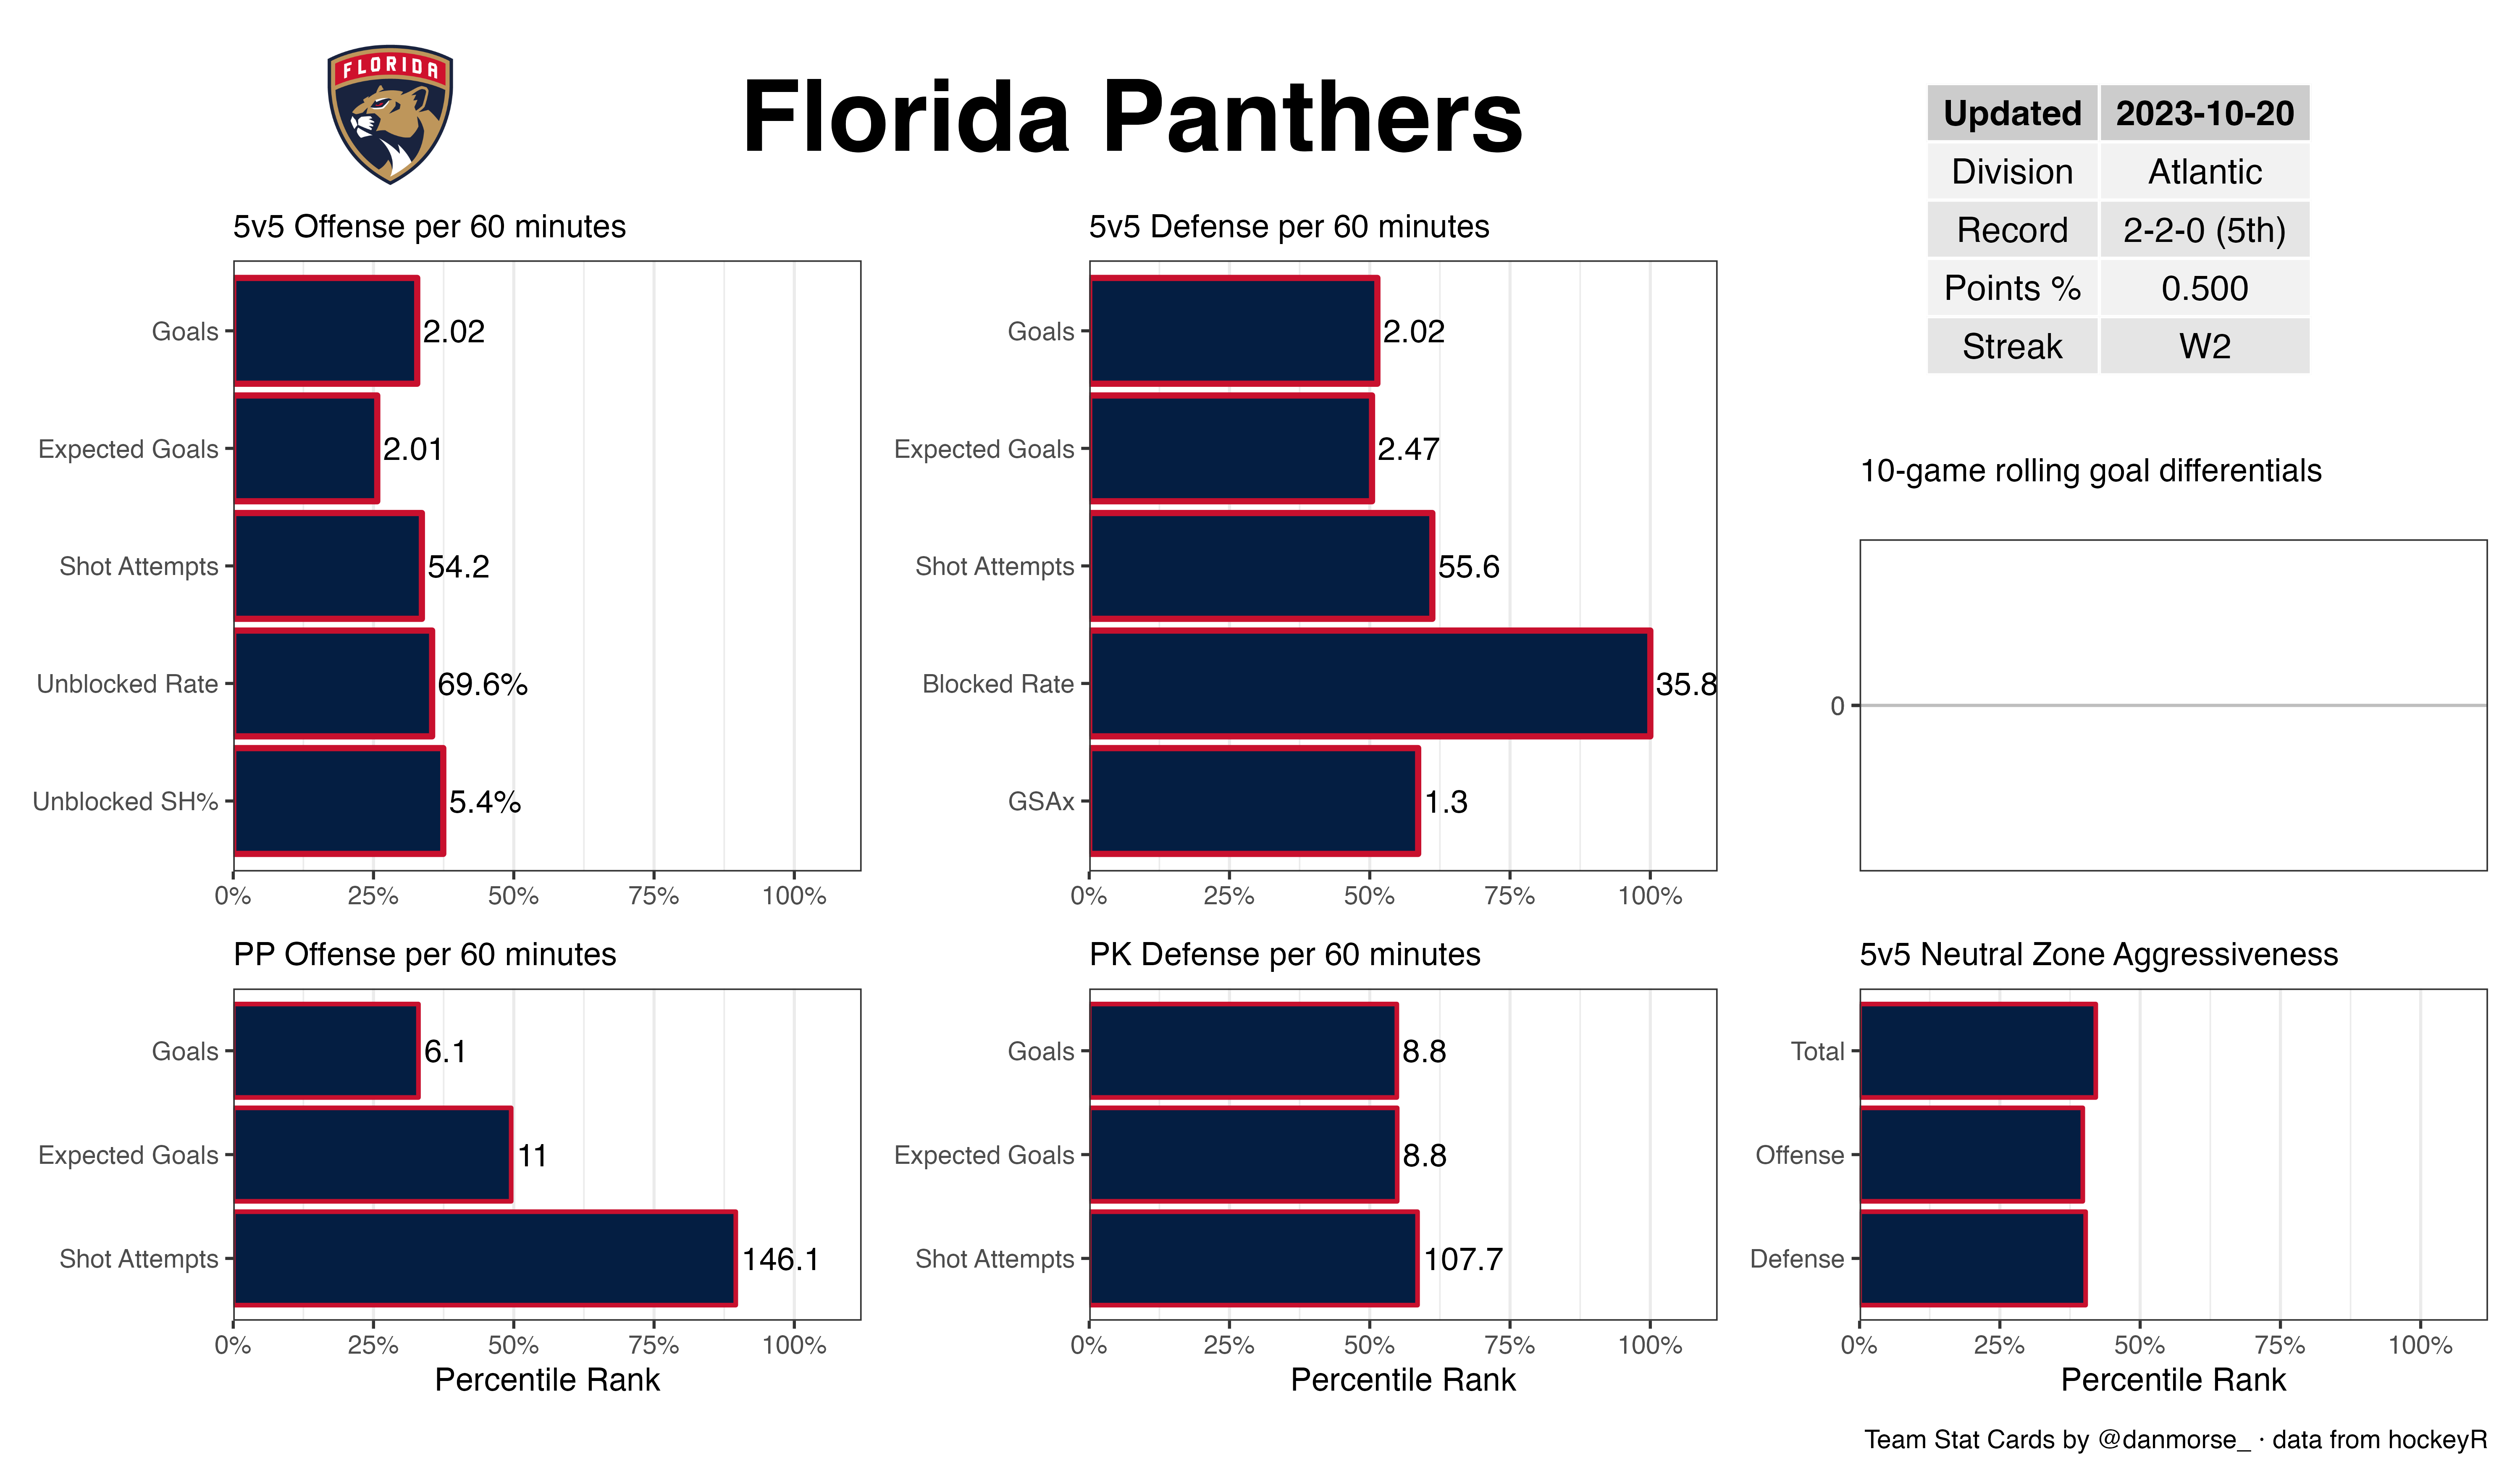 FLORIDA
Florida Panthers
Updated 2023-10-20
Division Atlantic
Record 2-2-0 (5th)
Points % 0.500
Streak W2
5v5 Offense per 60 minutes
Goals 2.02
Expected Goals 2.01
Shot Attempts 54.2
Unblocked Rate 69.6%
Unblocked SH% 5.4%
0% 25% 50% 75% 100%
5v5 Defense per 60 minutes
Goals 2.02
Expected Goals 2.47
Shot Attempts 55.6
Blocked Rate 35.8
GSAx 1.3
0% 25% 50% 75% 100%
10-game rolling goal differentials
0
PP Offense per 60 minutes
Goals 6.1
Expected Goals 11
Shot Attempts 146.1
0% 25% 50% 75% 100%
Percentile Rank
PK Defense per 60 minutes
Goals 8.8
Expected Goals 8.8
Shot Attempts 107.7
0% 25% 50% 75% 100%
Percentile Rank
5v5 Neutral Zone Aggressiveness
Total
Offense
Defense
0% 25% 50% 75% 100%
Percentile Rank
Team Stat Cards by @danmorse_ · data from hockeyR